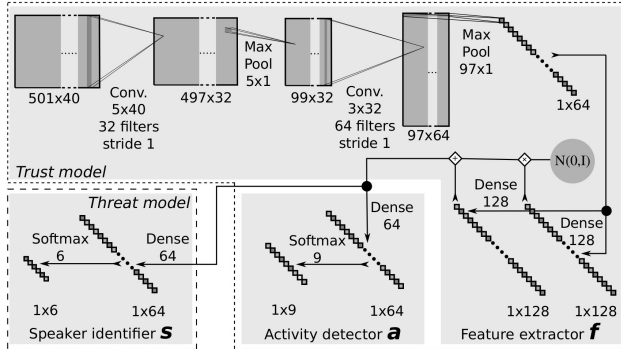 501x40
Conv.
5x40
32 filters
stride 1
......
497x32
Max
Pool
5x1
......
99x32
Conv.
3x32
64 filters
stride 1
...
97x64
Max
Pool
97x1
1x64
Trust model
N(0,I)
+
×
Dense
128
Dense
128
1x128
1x128
Feature extractor f
Dense
64
Softmax
9
1x9
1x64
Activity detector a
Threat model
Softmax
6
Dense
64
1x6
1x64
Speaker identifier s